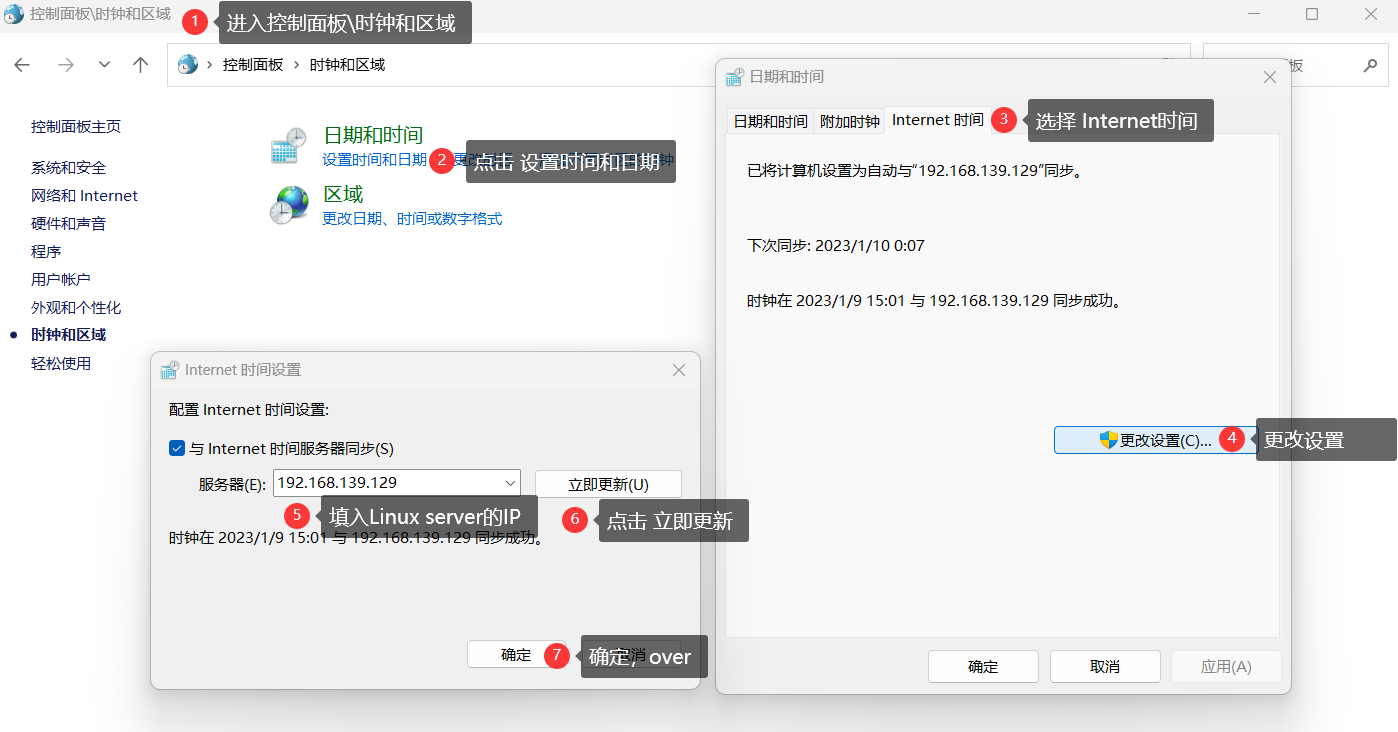 控制面板\时钟和区域
1 进入控制面板\时钟和区域
控制面板 › 时钟和区域
板
控制面板主页
系统和安全
网络和 Internet
硬件和声音
程序
用户帐户
外观和个性化
时钟和区域
轻松使用
日期和时间
设置时间和日期
2 点击 设置时间和日期
区域
更改日期、时间或数字格式
日期和时间
日期和时间 附加时钟 Internet 时间
3 选择 Internet时间
已将计算机设置为自动与“192.168.139.129”同步。
下次同步: 2023/1/10 0:07
时钟在 2023/1/9 15:01 与 192.168.139.129 同步成功。
更改设置(C)...
4 更改设置
确定 取消 应用(A)
Internet 时间设置
配置 Internet 时间设置:
与 Internet 时间服务器同步(S)
服务器(E): 192.168.139.129 立即更新(U)
5 填入Linux server的IP
6 点击 立即更新
时钟在 2023/1/9 15:01 与 192.168.139.129 同步成功。
确定 取消
7 确定，over